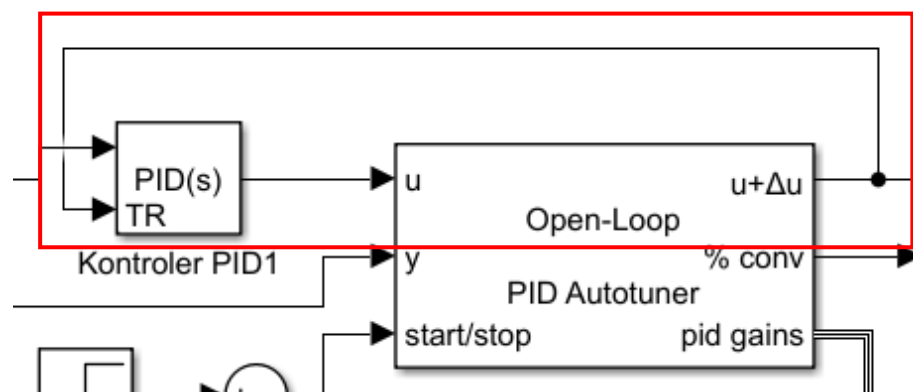 PID(s)
TR
Kontroler PID1
u
u+Δu
Open-Loop
y
% conv
PID Autotuner
start/stop
pid gains